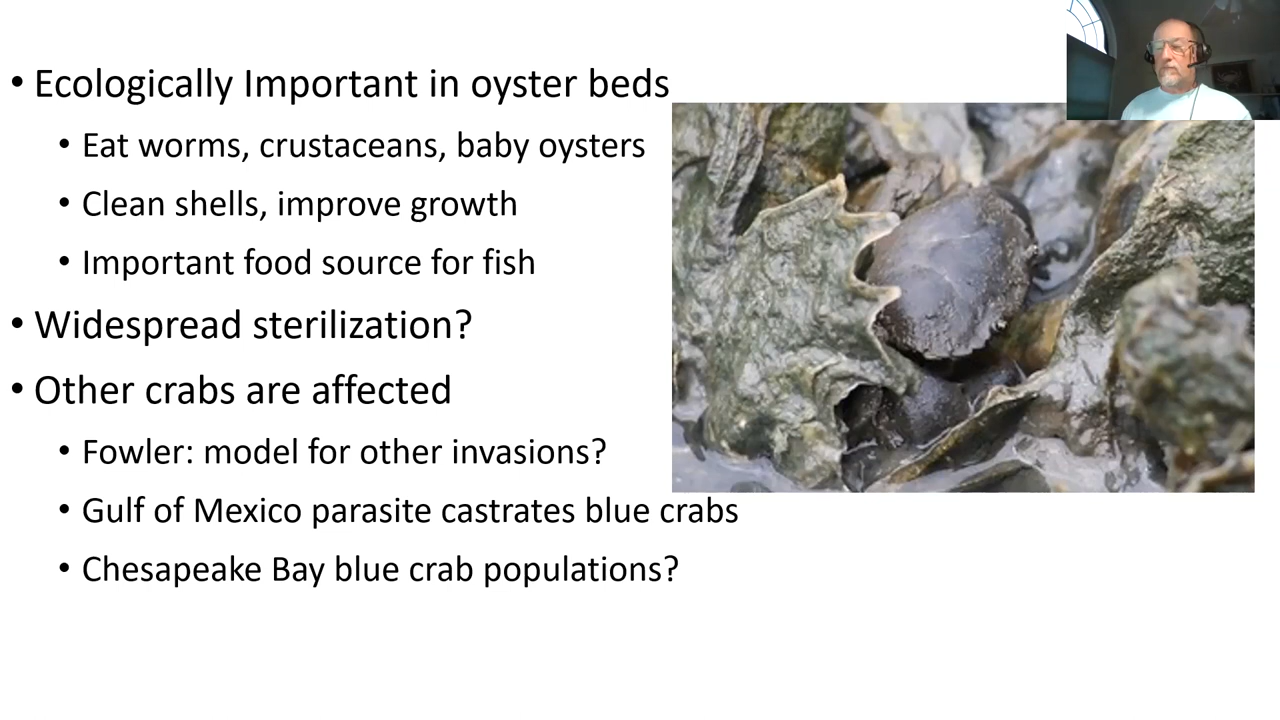 • Ecologically Important in oyster beds
• Eat worms, crustaceans, baby oysters
• Clean shells, improve growth
• Important food source for fish
• Widespread sterilization?
• Other crabs are affected
• Fowler: model for other invasions?
• Gulf of Mexico parasite castrates blue crabs
• Chesapeake Bay blue crab populations?